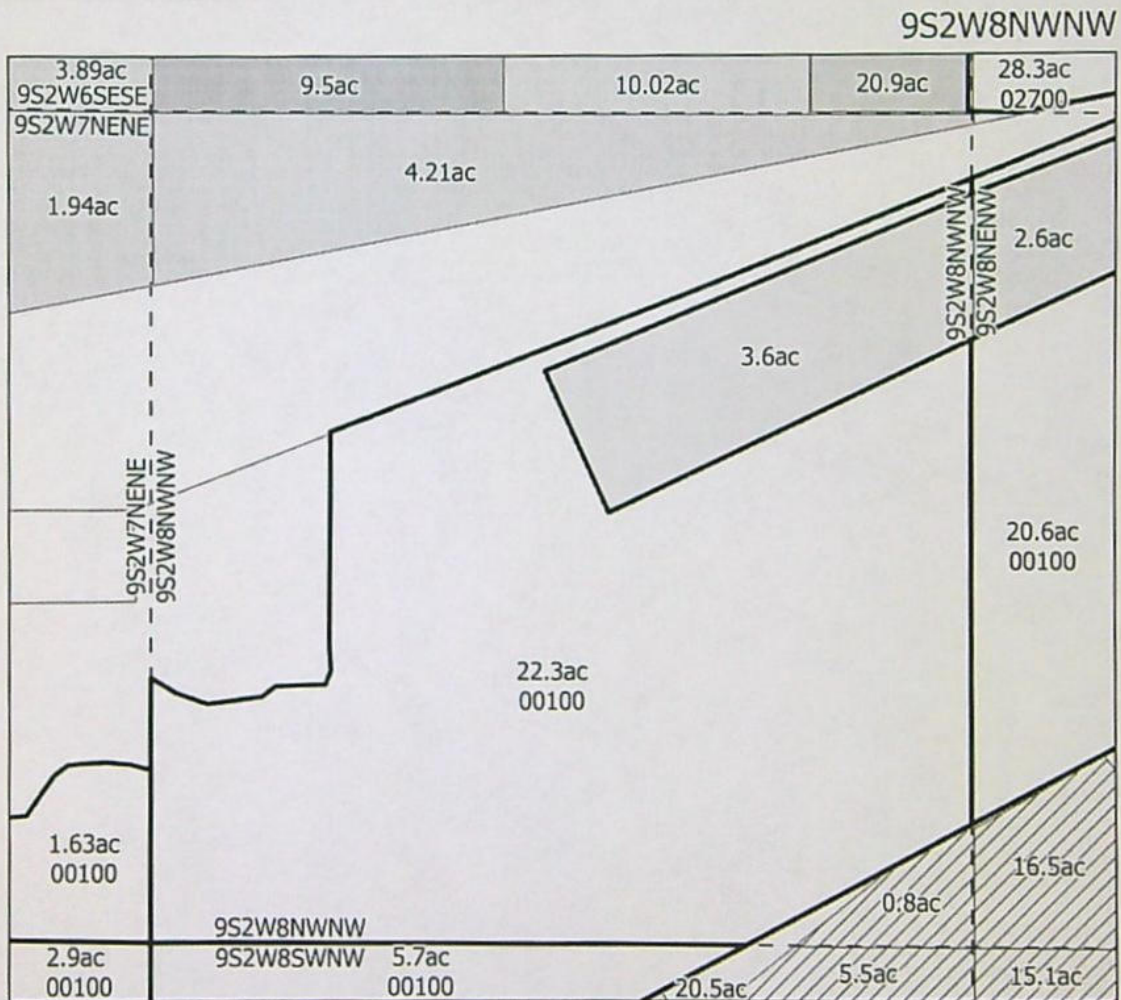 9S2W8NWNW
3.89ac
9S2W6SESE
9.5ac
10.02ac
20.9ac
28.3ac
02700
9S2W7NENE
1.94ac
4.21ac
9S2W8NWNW
9S2W8NENW
2.6ac
3.6ac
9S2W7NENE
9S2W8NWNW
20.6ac
00100
22.3ac
00100
1.63ac
00100
16.5ac
0.8ac
9S2W8NWNW
9S2W8SWNW
2.9ac
00100
5.7ac
00100
20.5ac
5.5ac
15.1ac